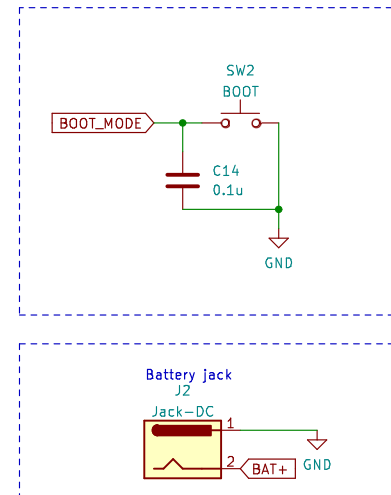 SW2
BOOT
BOOT_MODE
C14
0.1u
GND
Battery jack
J2
Jack-DC
1
GND
2
BAT+